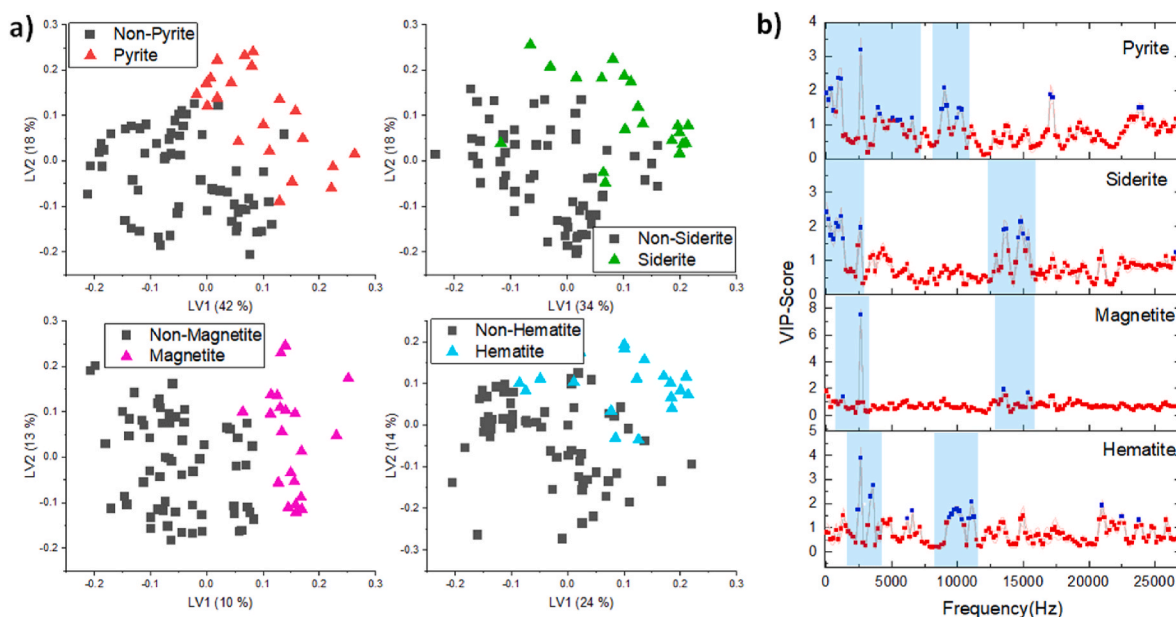 a)
Non-Pyrite
Pyrite
0.3
0.2
0.1
0.0
-0.1
-0.2
LV2 (18 %)
-0.2 -0.1 0.0 0.1 0.2 0.3
LV1 (42 %)
0.3
0.2
0.1
0.0
-0.1
-0.2
LV2 (18 %)
Non-Siderite
Siderite
-0.2 -0.1 0.0 0.1 0.2 0.3
LV1 (34 %)
Non-Magnetite
Magnetite
0.3
0.2
0.1
0.0
-0.1
-0.2
LV2 (13 %)
-0.2 -0.1 0.0 0.1 0.2 0.3
LV1 (10 %)
Non-Hematite
Hematite
0.2
0.1
0.0
-0.1
-0.2
-0.3
LV2 (14 %)
-0.2 -0.1 0.0 0.1 0.2 0.3
LV1 (24 %)
b)
VIP-Score
Pyrite
4
3
2
1
0
Siderite
3
2
1
0
Magnetite
8
6
4
2
0
Hematite
5
4
3
2
1
0
0 5000 10000 15000 20000 25000
Frequency(Hz)